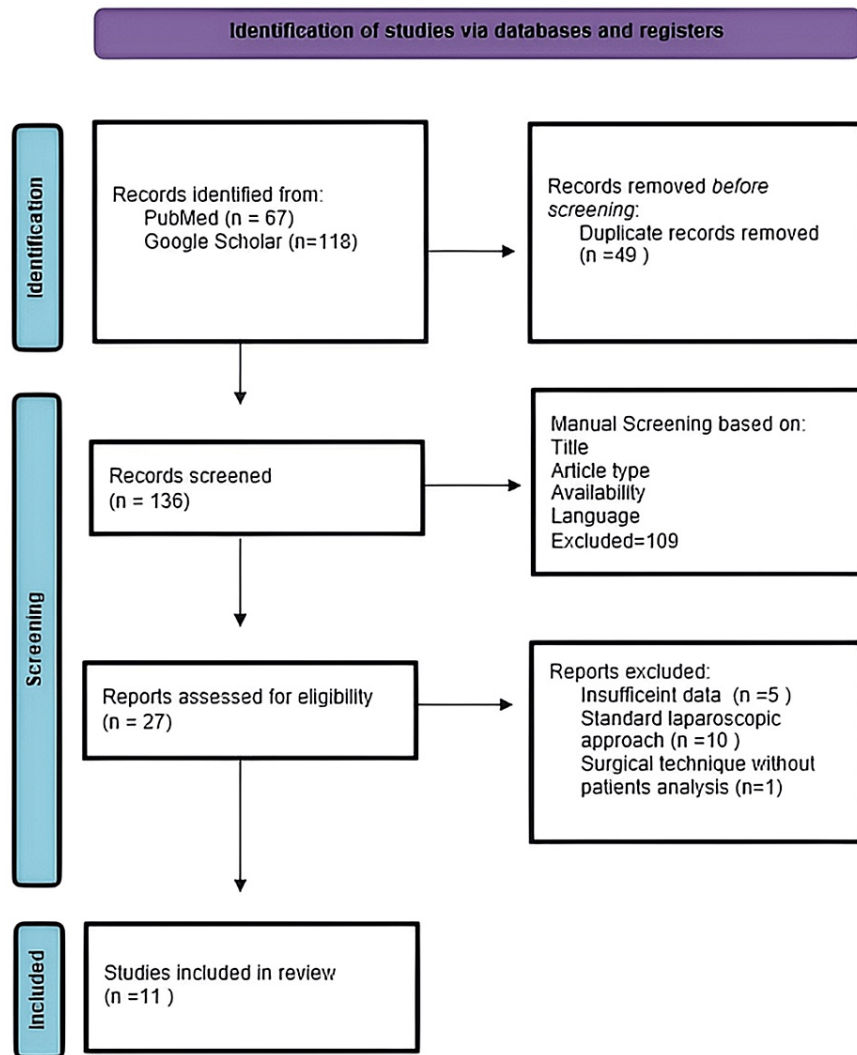 Identification of studies via databases and registers
Identification
Records identified from:
PubMed (n = 67)
Google Scholar (n=118)
Records removed before
screening:
Duplicate records removed
(n =49 )
Screening
Records screened
(n = 136)
Manual Screening based on:
Title
Article type
Availability
Language
Excluded=109
Reports assessed for eligibility
(n = 27)
Reports excluded:
Insufficeint data (n =5 )
Standard laparoscopic
approach (n =10 )
Surgical technique without
patients analysis (n=1)
Included
Studies included in review
(n =11 )